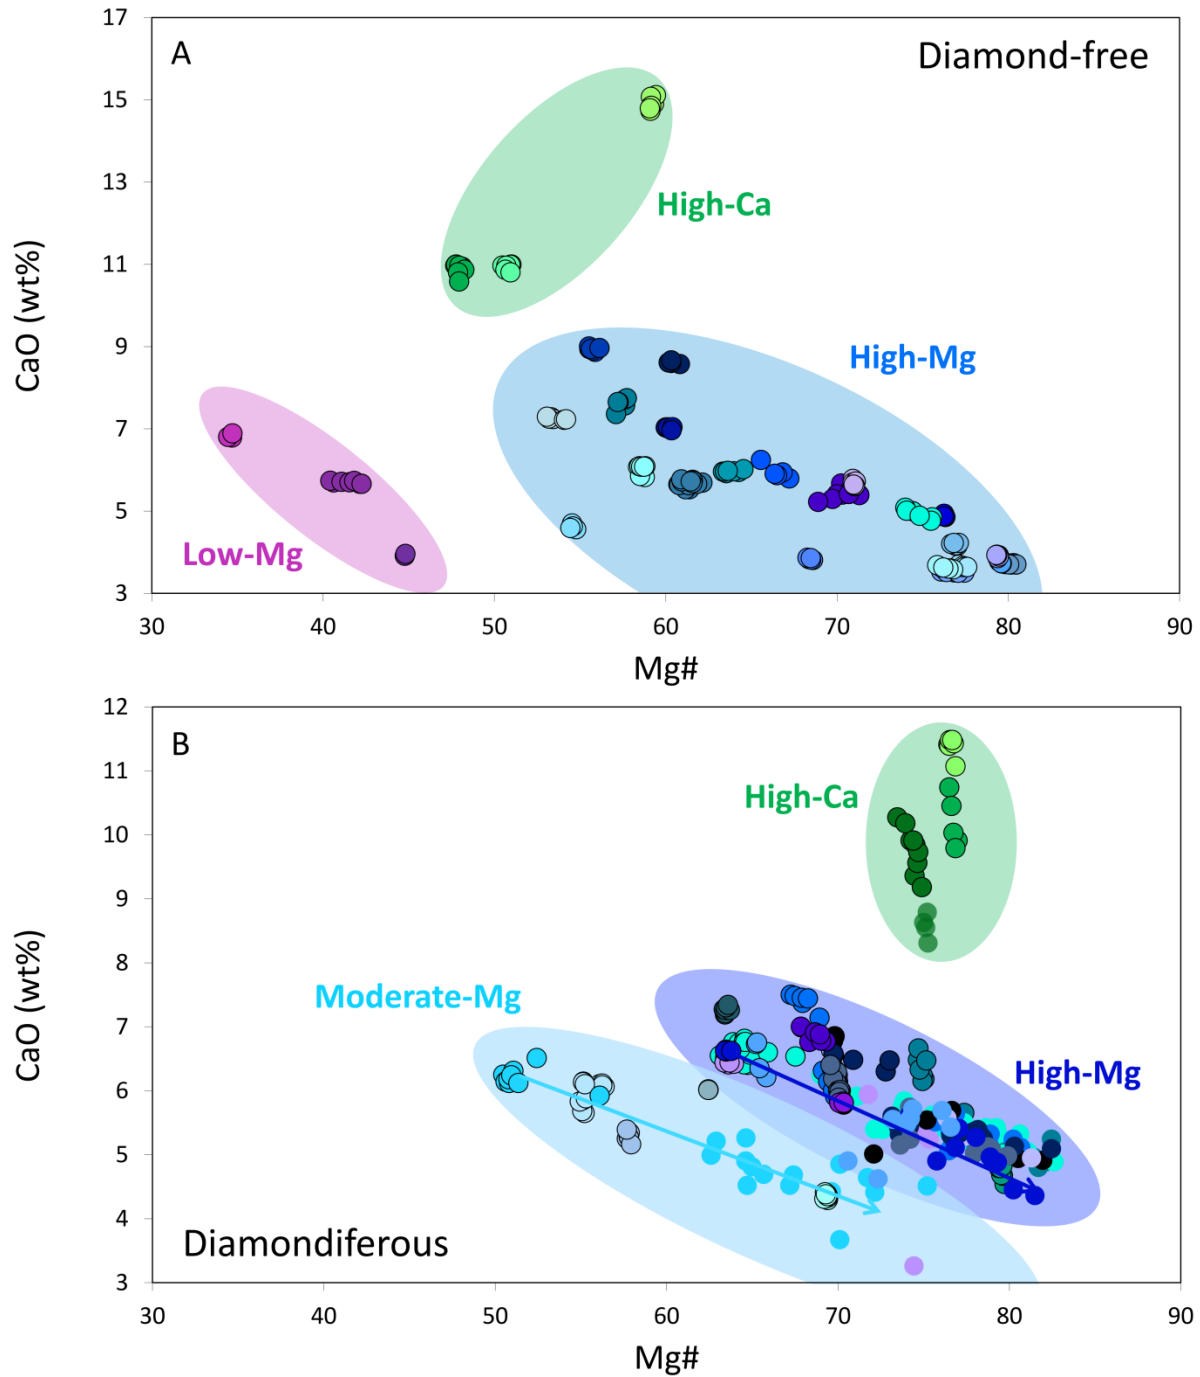 A
Diamond-free
17
15
13
11
9
7
5
3
CaO (wt%)
High-Ca
High-Mg
Low-Mg
30 40 50 60 70 80 90
Mg#
B
12
11
10
9
8
7
6
5
4
3
CaO (wt%)
High-Ca
Moderate-Mg
High-Mg
Diamondiferous
30 40 50 60 70 80 90
Mg#